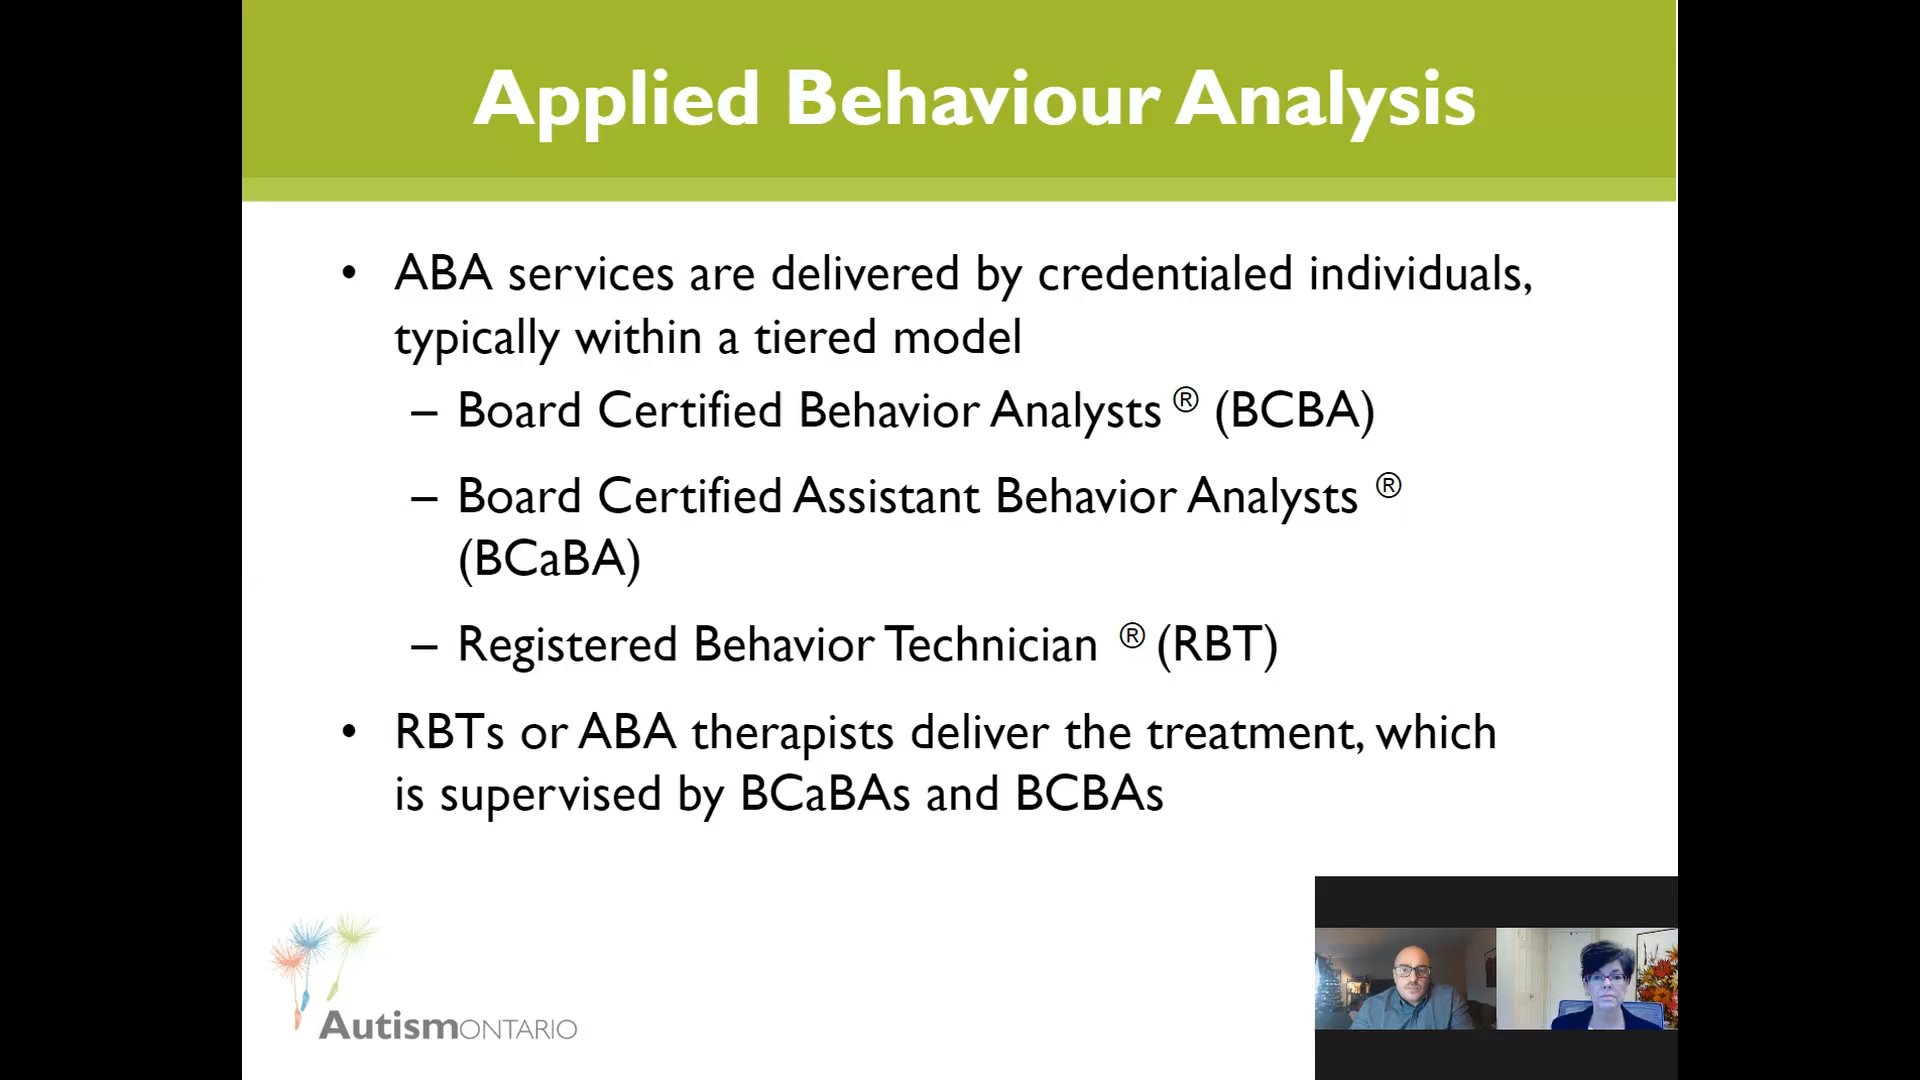 Applied Behaviour Analysis
• ABA services are delivered by credentialed individuals,
typically within a tiered model
– Board Certified Behavior Analysts ® (BCBA)
– Board Certified Assistant Behavior Analysts ®
(BCaBA)
– Registered Behavior Technician ® (RBT)
• RBTs or ABA therapists deliver the treatment, which
is supervised by BCaBAs and BCBAs
AutismONTARIO